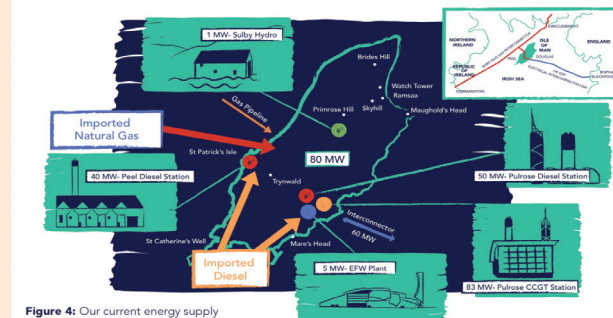 1 MW- Sulby Hydro
NORTHERN
IRELAND
ISLE
OF
MAN
PEEL
DOUGLAS
REPUBLIC
OF
IRELAND
IRISH SEA
Brides Hill
Watch Tower
Ramsaa
Gas Pipeline
Primrose Hill
Skyhill
Maughold's Head
Imported
Natural Gas
St Patrick's Isle
80 MW
40 MW- Peel Diesel Station
50 MW- Pulrose Diesel Station
Trynwald
Interconnector
60 MW
St Catherine's Well
Mare's Head
Imported
Diesel
5 MW- EFW Plant
83 MW- Pulrose CCGT Station
Figure 4: Our current energy supply